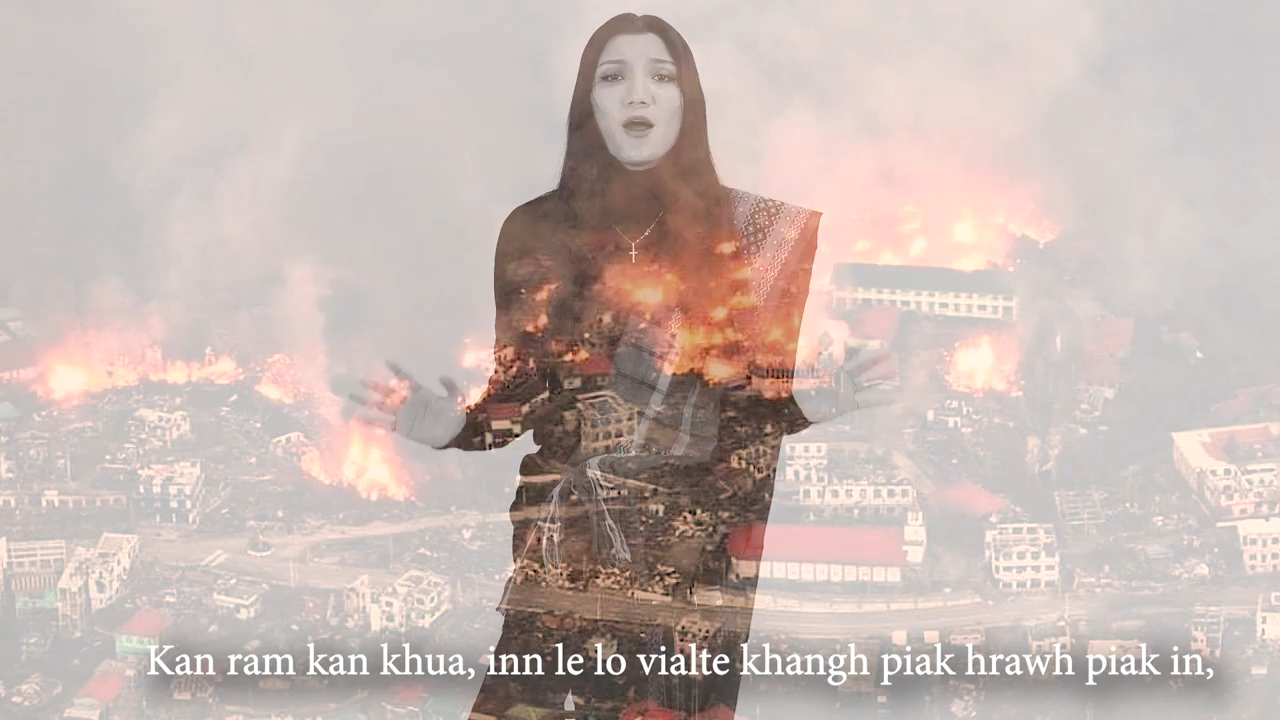 Kan ram kan khua, inn le lo vialte khangh piak hrawh piak in,